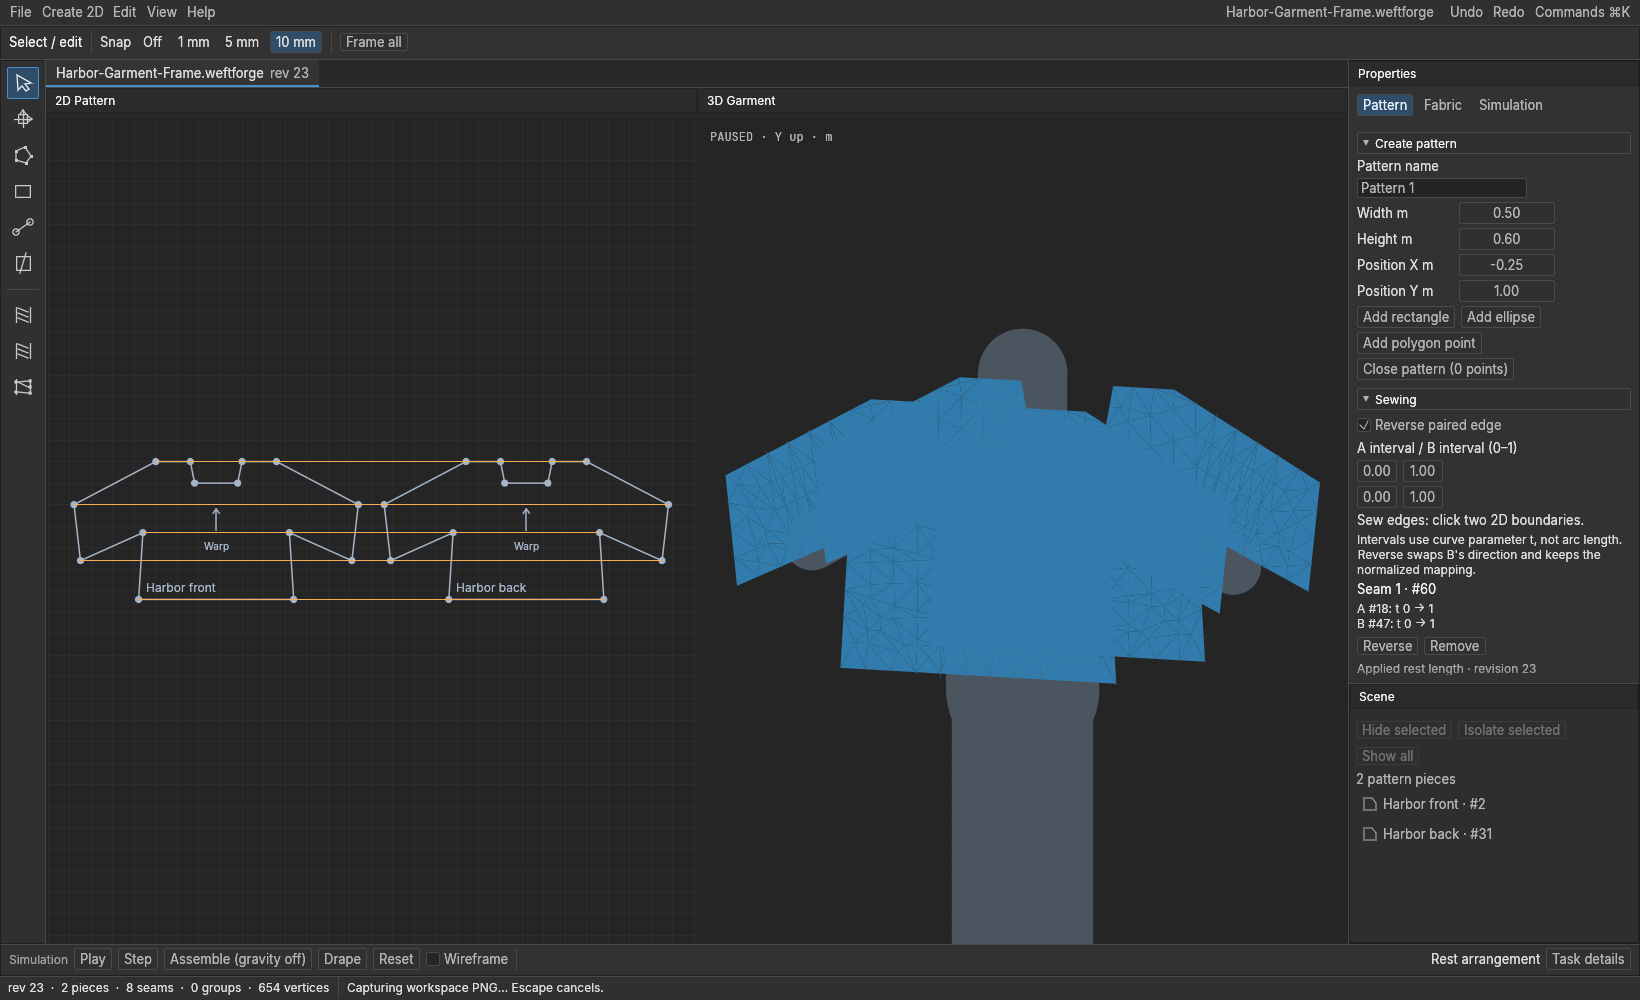 File Create 2D Edit View Help
Harbor-Garment-Frame.weftforge Undo Redo Commands ⌘K
Select / edit Snap Off 1 mm 5 mm 10 mm Frame all
Harbor-Garment-Frame.weftforge rev 23
2D Pattern
Warp
Warp
Harbor front
Harbor back
3D Garment
PAUSED · Y up · m
Properties
Pattern Fabric Simulation
Create pattern
Pattern name
Pattern 1
Width m 0.50
Height m 0.60
Position X m -0.25
Position Y m 1.00
Add rectangle Add ellipse
Add polygon point
Close pattern (0 points)
Sewing
Reverse paired edge
A interval / B interval (0–1)
0.00 1.00
0.00 1.00
Sew edges: click two 2D boundaries.
Intervals use curve parameter t, not arc length.
Reverse swaps B's direction and keeps the
normalized mapping.
Seam 1 · #60
A #18: t 0 → 1
B #47: t 0 → 1
Reverse Remove
Applied rest length · revision 23
Scene
Hide selected Isolate selected
Show all
2 pattern pieces
Harbor front · #2
Harbor back · #31
Simulation Play Step Assemble (gravity off) Drape Reset Wireframe
Rest arrangement Task details
rev 23 · 2 pieces · 8 seams · 0 groups · 654 vertices Capturing workspace PNG... Escape cancels.